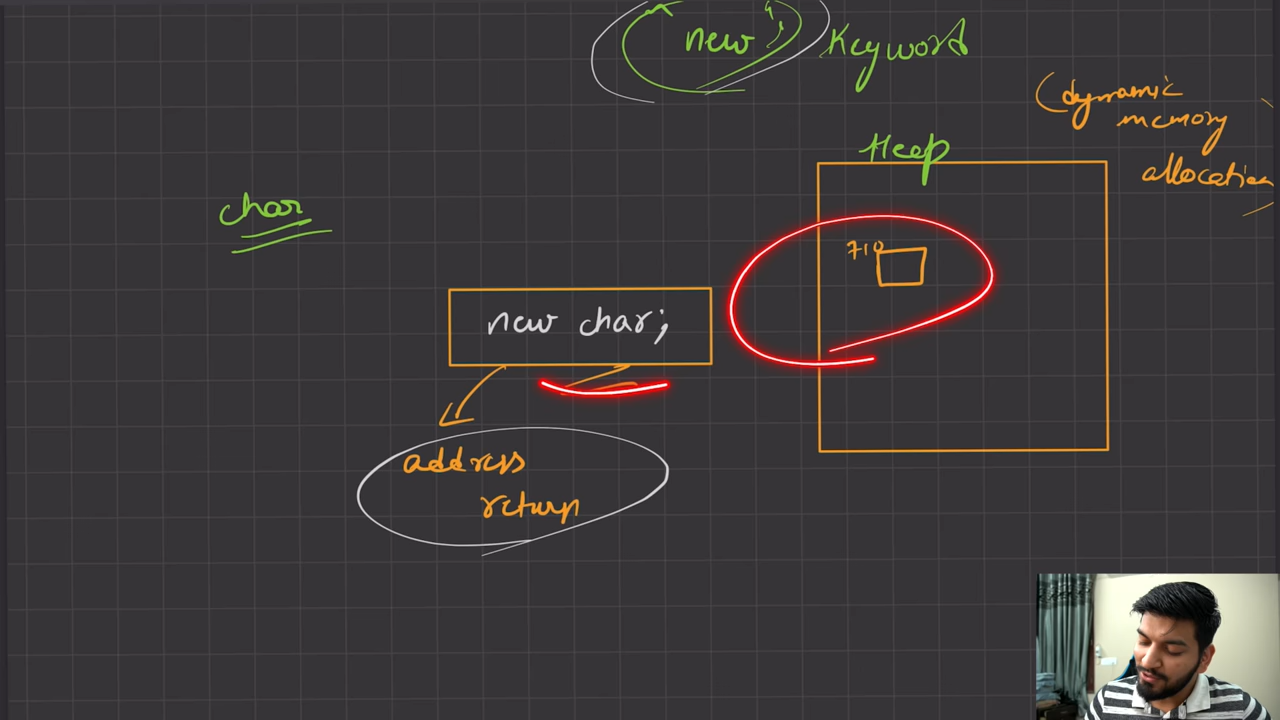 "new" Keyword
(dynamic
memory
allocation
Heap
char
710
new char;
address
return